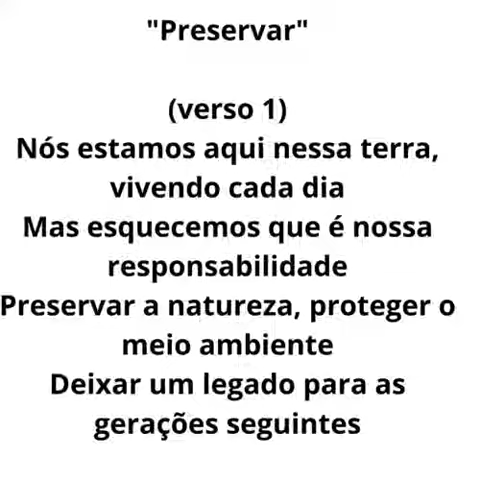 "Preservar"
(verso 1)
Nós estamos aqui nessa terra,
vivendo cada dia
Mas esquecemos que é nossa
responsabilidade
Preservar a natureza, proteger o
meio ambiente
Deixar um legado para as
gerações seguintes